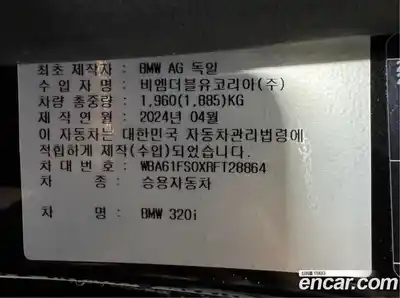 최초 제작자 : BMW AG 독일
수 입 자 명 : 비엠더블유코리아(주)
차량 총중량 : 1,960(1,885)KG
제 작 연 월 : 2024년 04월
이 자동차는 대한민국 자동차관리법령에
적합하게 제작(수입)되었습니다.
차 대 번 호 : WBA61FS0XRFT28864
차 종 : 승용자동차
차 명 : BMW 320i
encar.com